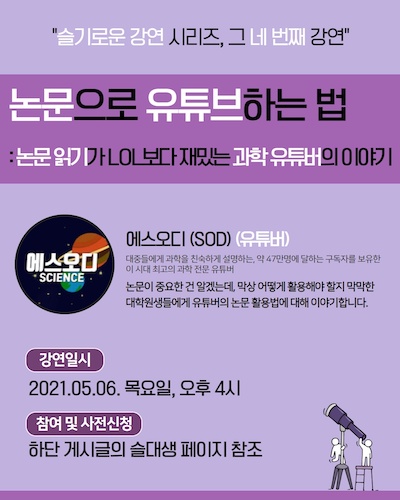 "슬기로운 강연 시리즈, 그 네 번째 강연"
논문으로 유튜브하는 법
: 논문 읽기가 LOL보다 재밌는 과학 유튜버의 이야기
에스오디
SCIENCE
에스오디 (SOD) (유튜버)
대중들에게 과학을 친숙하게 설명하는, 약 47만명에 달하는 구독자를 보유한
이 시대 최고의 과학 전문 유튜버
논문이 중요한 건 알겠는데, 막상 어떻게 활용해야 할지 막막한
대학원생들에게 유튜버의 논문 활용법에 대해 이야기합니다.
강연일시
2021.05.06. 목요일, 오후 4시
참여 및 사전신청
하단 게시글의 슬대생 페이지 참조